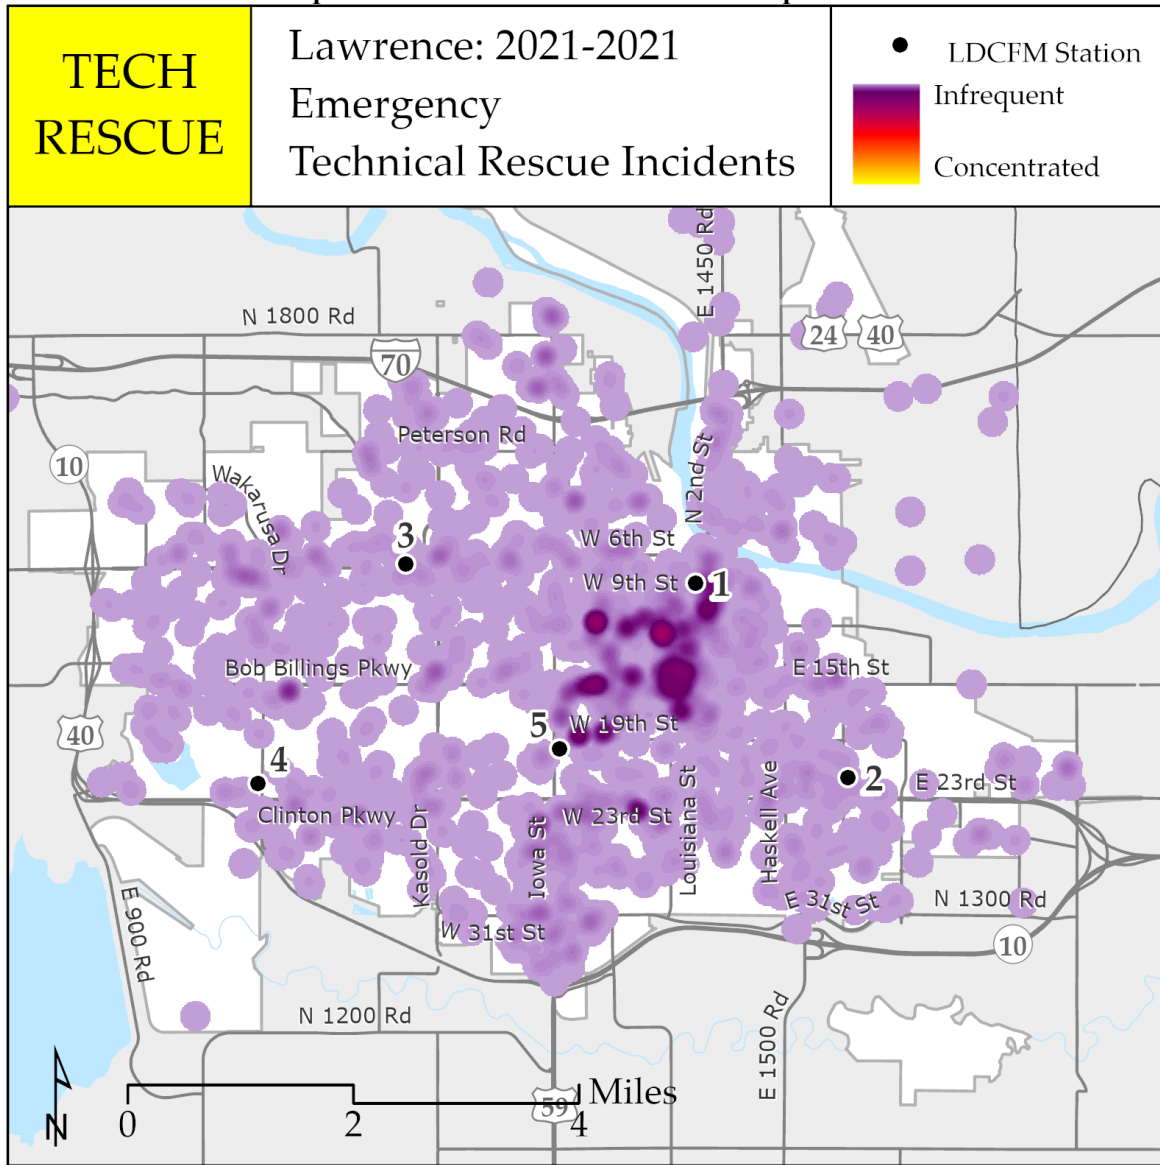 TECH
RESCUE
Lawrence: 2021-2021
Emergency
Technical Rescue Incidents
LDCFM Station
Infrequent
Concentrated
E 1450 Rd
N 1800 Rd
24
40
70
Peterson Rd
10
Wakarusa Dr
N 2nd St
3
W 6th St
W 9th St
1
Bob Billings Pkwy
E 15th St
40
5
W 19th St
4
2
E 23rd St
Clinton Pkwy
W 23rd St
Kasold Dr
Iowa St
Louisiana St
Haskell Ave
E 900 Rd
W 31st St
E 31st St
N 1300 Rd
10
N 1200 Rd
E 1500 Rd
N
0
2
4
Miles
59